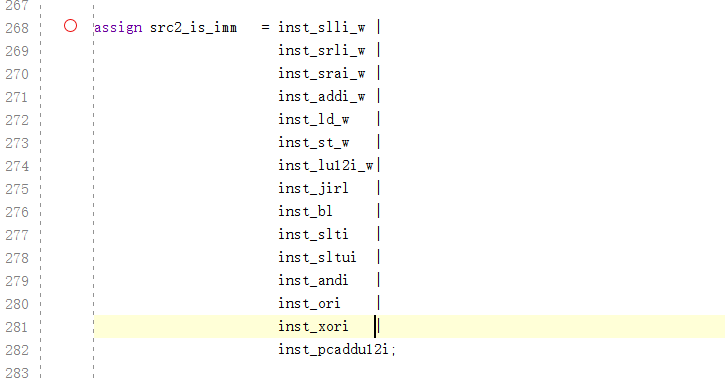 267
268 assign src2_is_imm = inst_slli_w |
269 inst_srli_w |
270 inst_srai_w |
271 inst_addi_w |
272 inst_ld_w |
273 inst_st_w |
274 inst_lu12i_w|
275 inst_jirl |
276 inst_bl |
277 inst_slti |
278 inst_sltui |
279 inst_andi |
280 inst_ori |
281 inst_xori |
282 inst_pcaddu12i;
283